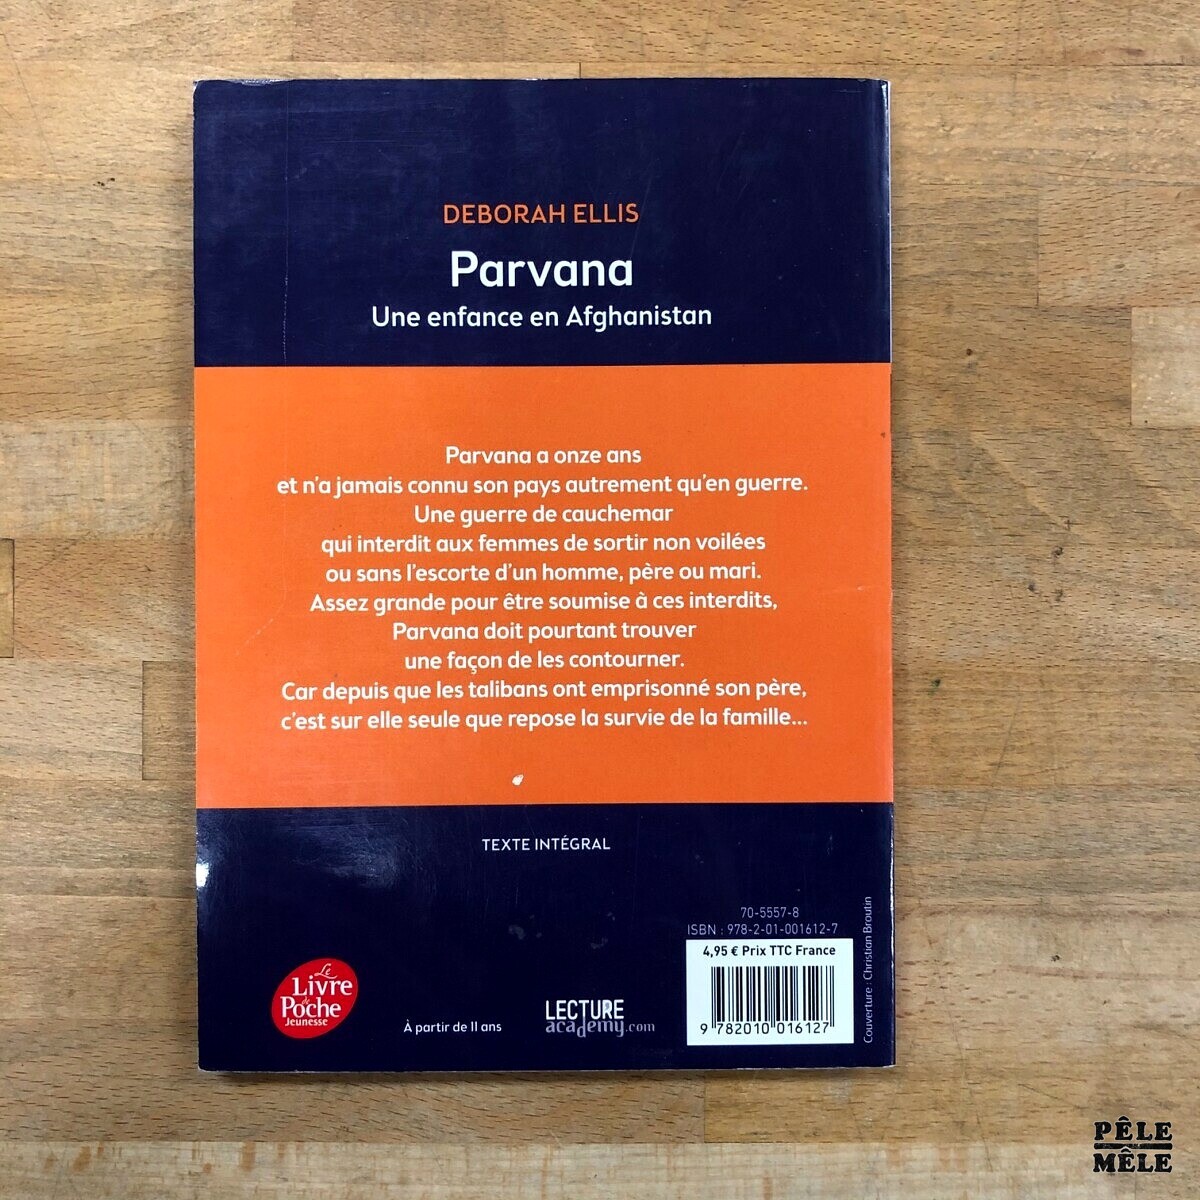 DEBORAH ELLIS
Parvana
Une enfance en Afghanistan
Parvana a onze ans
et n'a jamais connu son pays autrement qu'en guerre.
Une guerre de cauchemar
qui interdit aux femmes de sortir non voilées
ou sans l'escorte d'un homme, père ou mari.
Assez grande pour être soumise à ces interdits,
Parvana doit pourtant trouver
une façon de les contourner.
Car depuis que les talibans ont emprisonné son père,
c'est sur elle seule que repose la survie de la famille...
TEXTE INTÉGRAL
70-5557-8
ISBN : 978-2-01-001612-7
4,95 € Prix TTC France
9 782010 016127
Couverture : Christian Broutin
Le
Livre
de
Poche
Jeunesse
À partir de 11 ans
LECTURE
academy.com
PÊLE
MÊLE